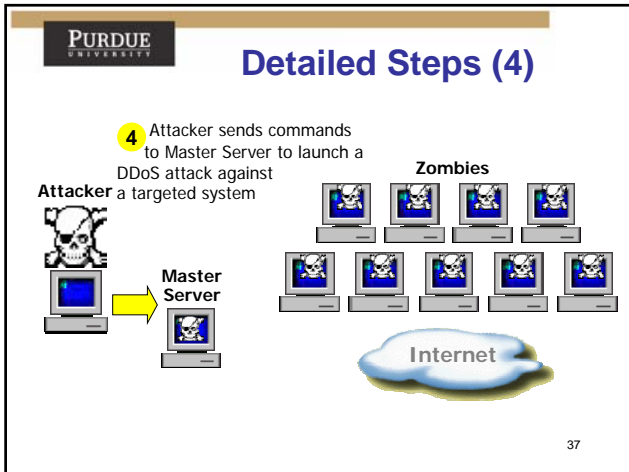 PURDUE
UNIVERSITY
Detailed Steps (4)
4 Attacker sends commands
to Master Server to launch a
DDoS attack against
a targeted system
Attacker
Zombies
Master
Server
Internet
37